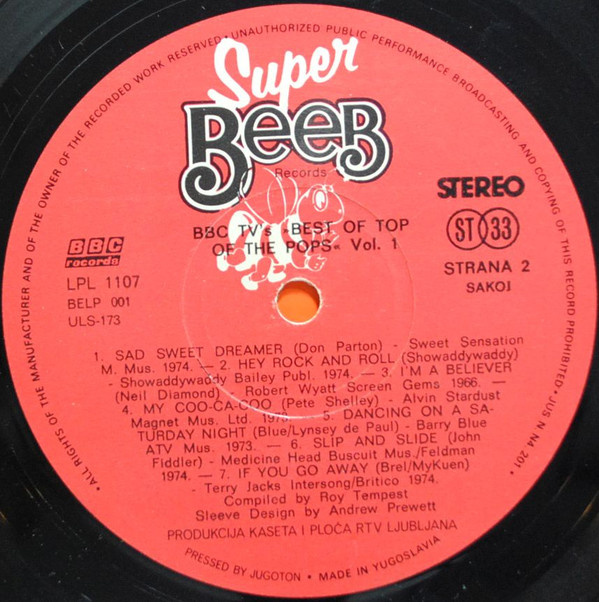 UNAUTHORIZED PUBLIC PERFORMANCE BROADCASTING AND COPYING OF THIS RECORD PROHIBITED • JUS N N4 201 •
ALL RIGHTS OF THE MANUFACTURER AND OF THE OWNER OF THE RECORDED WORK RESERVED •
Super
BeeB
Records
STEREO
BBC TV's »BEST OF TOP
OF THE POPS« Vol. 1
ST 33
BBC
records
STRANA 2
SAKOJ
LPL 1107
BELP 001
ULS-173
1. SAD SWEET DREAMER (Don Parton) - Sweet Sensation
M. Mus. 1974. — 2. HEY ROCK AND ROLL (Showaddywaddy)
- Showaddywaddy Bailey Publ. 1974. — 3. I'M A BELIEVER
(Neil Diamond) - Robert Wyatt Screen Gems 1966. —
4. MY COO-CA-COO (Pete Shelley) - Alvin Stardust
Magnet Mus. Ltd. 1973. — 5. DANCING ON A SA-
TURDAY NIGHT (Blue/Lynsey de Paul) - Barry Blue
ATV Mus. 1973. — 6. SLIP AND SLIDE (John
Fiddler) - Medicine Head Buscuit Mus./Feldman
1974. — 7. IF YOU GO AWAY (Brel/MyKuen)
- Terry Jacks Intersong/Britico 1974.
Compiled by Roy Tempest
Sleeve Design by Andrew Prewett
PRODUKCIJA KASETA I PLOČA RTV LJUBLJANA
PRESSED BY JUGOTON • MADE IN YUGOSLAVIA